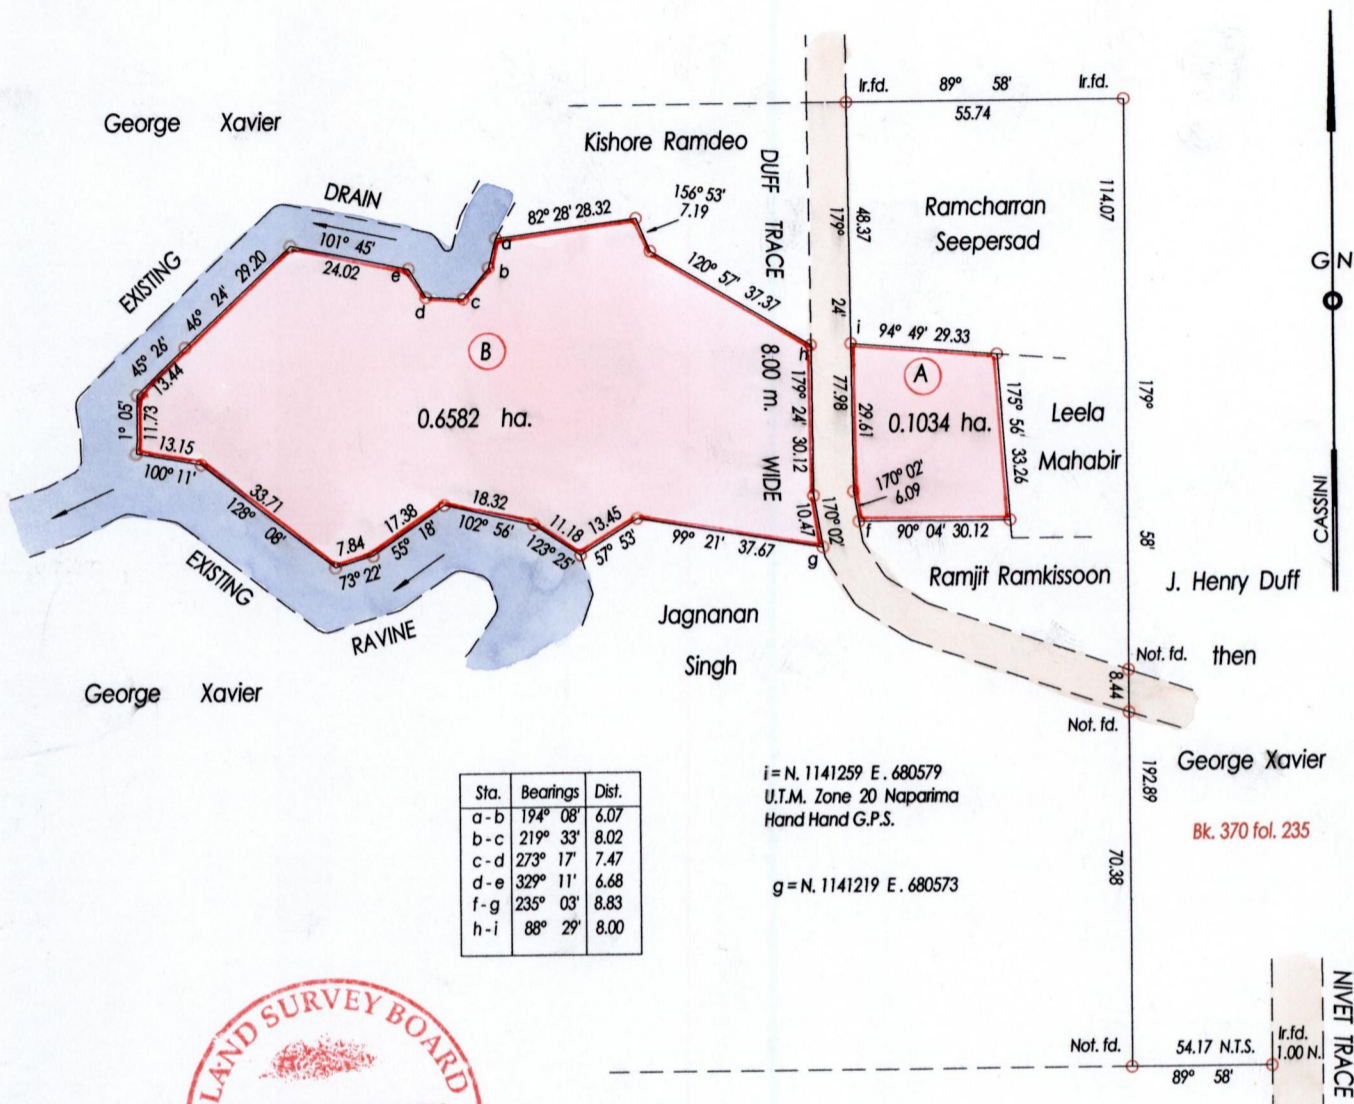 Ir.fd. 89° 58' Ir.fd.
55.74
George Xavier
Kishore Ramdeo
156° 53'
7.19
DRAIN
82° 28' 28.32
DUFF TRACE
8.00 m. WIDE
114.07
Ramcharran
Seepersad
48.37
179° 24'
77.98
101° 45'
24.02
EXISTING
46° 24' 29.20
a
b
c
d
e
120° 57' 37.37
G N
h
i
94° 49' 29.33
45° 26'
13.44
B
0.6582 ha.
A
0.1034 ha.
179° 24' 30.12
29.61
175° 56' 33.26
179° 58'
Leela
Mahabir
1° 05'
11.73
13.15
100° 11'
170° 02'
6.09
CASSINI
33.71
128° 08'
18.32
102° 56'
17.38
55° 18'
11.18
123° 25'
13.45
57° 53'
10.47
170° 02'
f
90° 04' 30.12
99° 21' 37.67
g
7.84
73° 22'
EXISTING
RAVINE
Ramjit Ramkissoon
J. Henry Duff
Jagnanan
Singh
Not. fd.
then
8.44
Not. fd.
George Xavier
George Xavier
Bk. 370 fol. 235
192.89
70.38
Sta. Bearings Dist.
a-b 194° 08' 6.07
b-c 219° 33' 8.02
c-d 273° 17' 7.47
d-e 329° 11' 6.68
f-g 235° 03' 8.83
h-i 88° 29' 8.00
i = N. 1141259 E. 680579
U.T.M. Zone 20 Naparima
Hand Hand G.P.S.
g = N. 1141219 E. 680573
LAND SURVEY BOARD
Not. fd. 54.17 N.T.S.
89° 58'
Ir.fd.
1.00 N.
NIVET TRACE